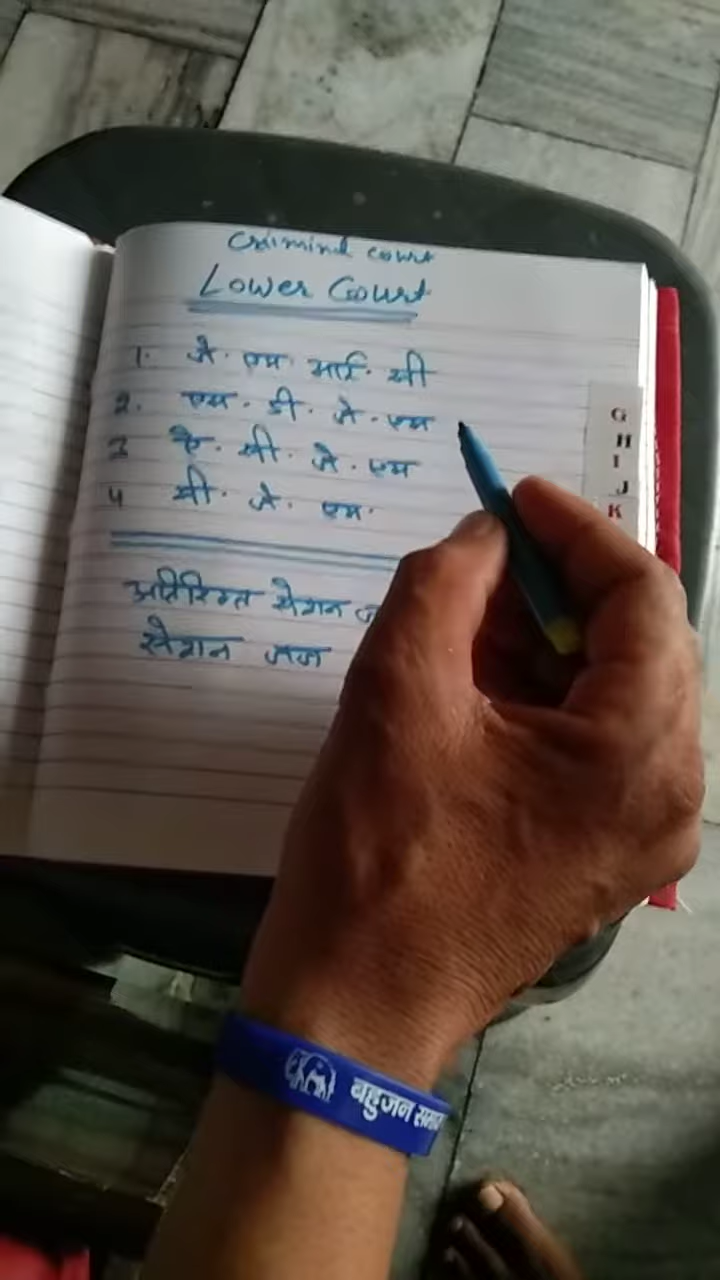 Criminal court
Lower Court
1. जे. एम. आई. सी
2. एस. डी. जे. एम
3 ए. सी. जे. एम
4 सी. जे. एम.
अतिरिक्त सेशन
सेशन जज
G
H
I
J
K
बहुजन समाज